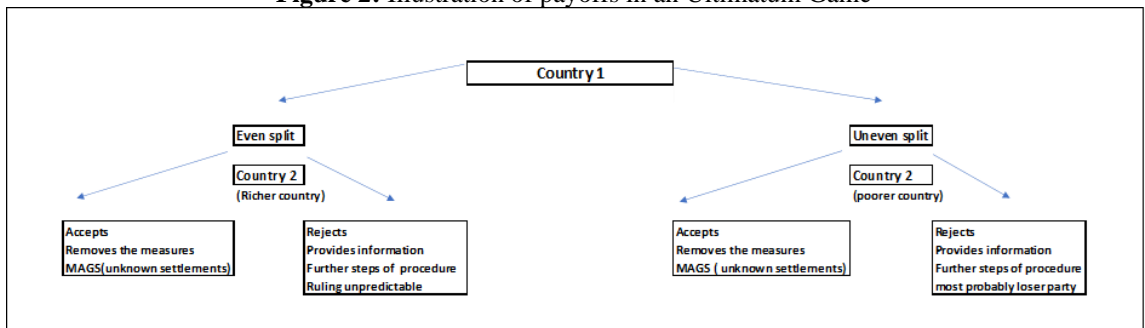 Figure 2: Illustration of payoffs in an Ultimatum Game
Country 1
Even split
Country 2
(Richer country)
Accepts
Removes the measures
MAGS(unknown settlements)
Rejects
Provides information
Further steps of procedure
Ruling unpredictable
Uneven split
Country 2
(poorer country)
Accepts
Removes the measures
MAGS ( unknown settlements)
Rejects
Provides information
Further steps of procedure
most probably loser party